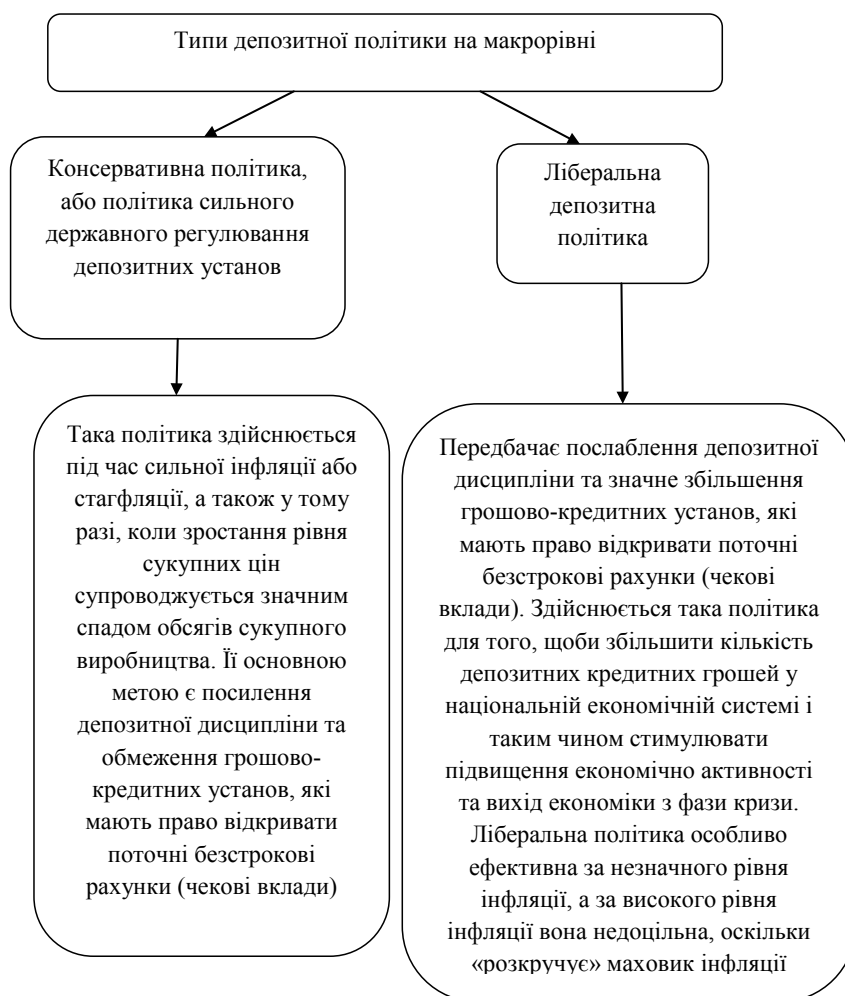 Типи депозитної політики на макрорівні
Консервативна політика,
або політика сильного
державного регулювання
депозитних установ
Ліберальна
депозитна
політика
Така політика здійснюється
під час сильної інфляції або
стагфляції, а також у тому
разі, коли зростання рівня
сукупних цін
супроводжується значним
спадом обсягів сукупного
виробництва. Її основною
метою є посилення
депозитної дисципліни та
обмеження грошово-
кредитних установ, які
мають право відкривати
поточні безстрокові
рахунки (чекові вклади)
Передбачає послаблення депозитної
дисципліни та значне збільшення
грошово-кредитних установ, які
мають право відкривати поточні
безстрокові рахунки (чекові
вклади). Здійснюється така політика
для того, щоби збільшити кількість
депозитних кредитних грошей у
національній економічній системі і
таким чином стимулювати
підвищення економічно активності
та вихід економіки з фази кризи.
Ліберальна політика особливо
ефективна за незначного рівня
інфляції, а за високого рівня
інфляції вона недоцільна, оскільки
«розкручує» маховик інфляції